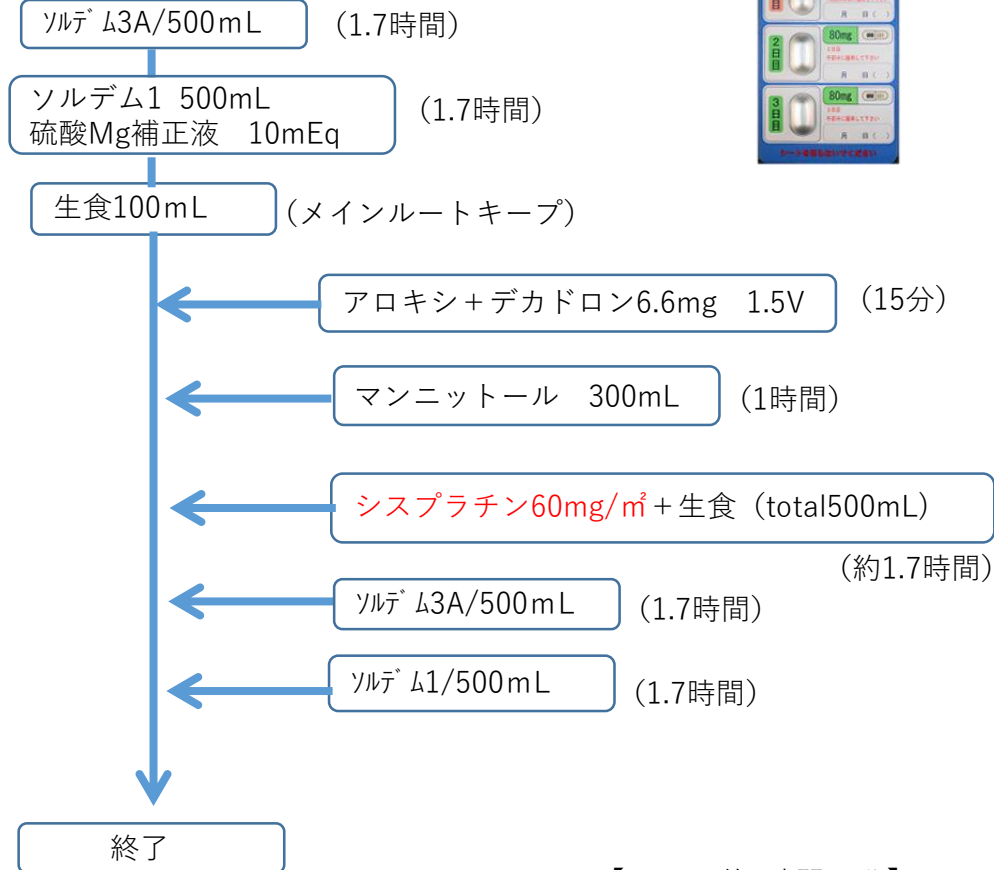 ｿﾙﾃﾞﾑ3A/500mL (1.7時間)
ソルデム1 500mL
硫酸Mg補正液 10mEq (1.7時間)
生食100mL (メインルートキープ)
アロキシ+デカドロン6.6mg 1.5V (15分)
マンニットール 300mL (1時間)
シスプラチン60mg/㎡+生食 (total500mL)
(約1.7時間)
ｿﾙﾃﾞﾑ3A/500mL (1.7時間)
ｿﾙﾃﾞﾑ1/500mL (1.7時間)
終了
月 日( )
2日目
80mg
月 日( )
3日目
80mg
月 日( )